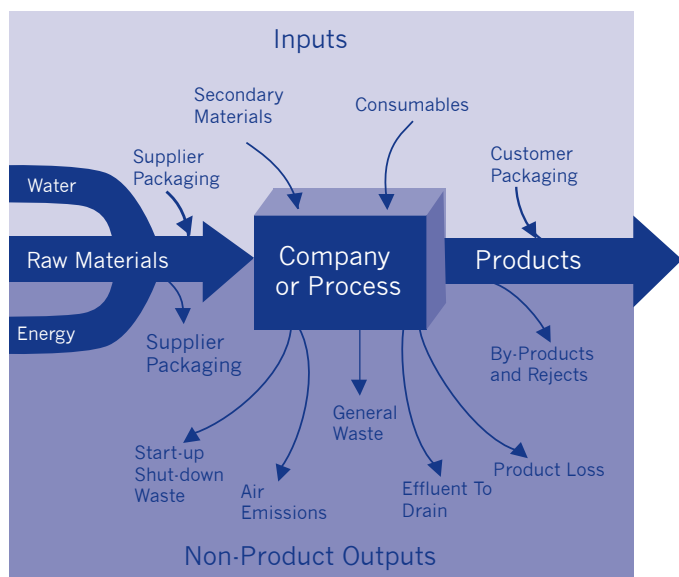 Inputs
Secondary
Materials
Consumables
Supplier
Packaging
Customer
Packaging
Water
Raw Materials
Company
or Process
Products
Energy
Supplier
Packaging
By-Products
and Rejects
General
Waste
Start-up
Shut-down
Waste
Air
Emissions
Effluent To
Drain
Product Loss
Non-Product Outputs